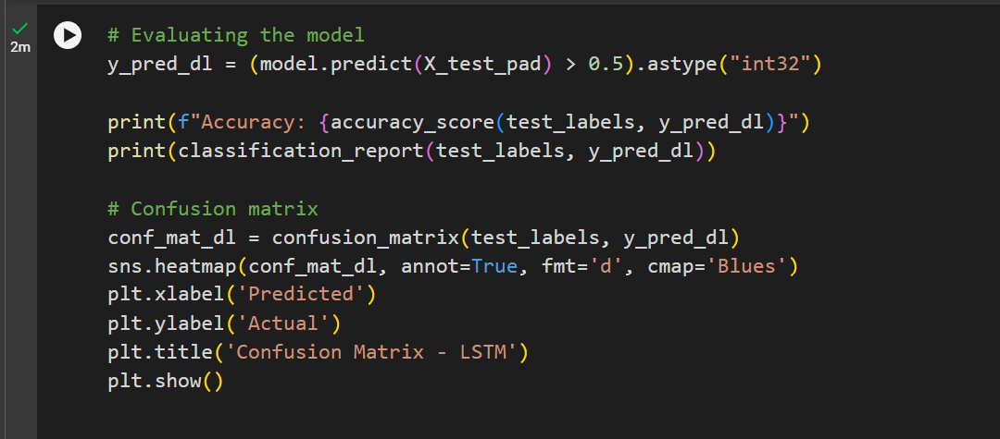 # Evaluating the model
2m
y_pred_dl = (model.predict(X_test_pad) > 0.5).astype("int32")
print(f"Accuracy: {accuracy_score(test_labels, y_pred_dl)}")
print(classification_report(test_labels, y_pred_dl))
# Confusion matrix
conf_mat_dl = confusion_matrix(test_labels, y_pred_dl)
sns.heatmap(conf_mat_dl, annot=True, fmt='d', cmap='Blues')
plt.xlabel('Predicted')
plt.ylabel('Actual')
plt.title('Confusion Matrix - LSTM')
plt.show()